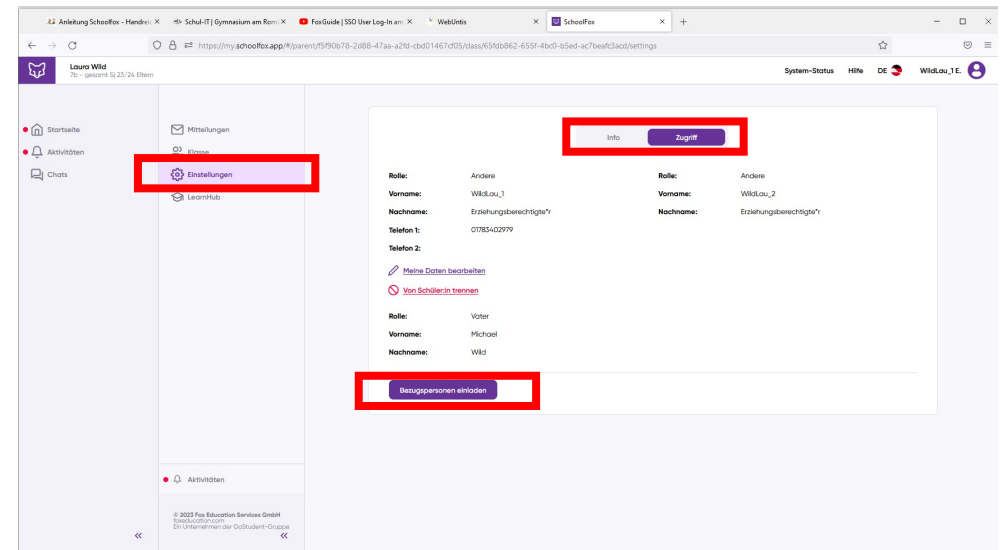 Anleitung Schoolfox - Handreic
Schul-IT | Gymnasium am Rom
FoxGuide | SSO User Log-In am
WebUntis
SchoolFox
https://my.schoolfox.app/#/parent/f5f90b78-2d88-47aa-a2fd-cbd01467cf05/class/65fdb862-655f-4bc0-b5ed-ac7beafc3acd/settings
Laura Wild
7b - gesamt Sj 23/24 Eltern
System-Status Hilfe DE WildLau_1 E.
Startseite
Aktivitäten
Chats
Mitteilungen
Klasse
Einstellungen
LearnHub
Info Zugriff
Rolle: Andere
Vorname: WildLau_1
Nachname: Erziehungsberechtigte*r
Telefon 1: 01783402979
Telefon 2:
Rolle: Andere
Vorname: WildLau_2
Nachname: Erziehungsberechtigte*r
Meine Daten bearbeiten
Von Schüler:in trennen
Rolle: Vater
Vorname: Michael
Nachname: Wild
Bezugspersonen einladen
Aktivitäten
© 2023 Fox Education Services GmbH
foxeducation.com
Ein Unternehmen der GoStudent-Gruppe